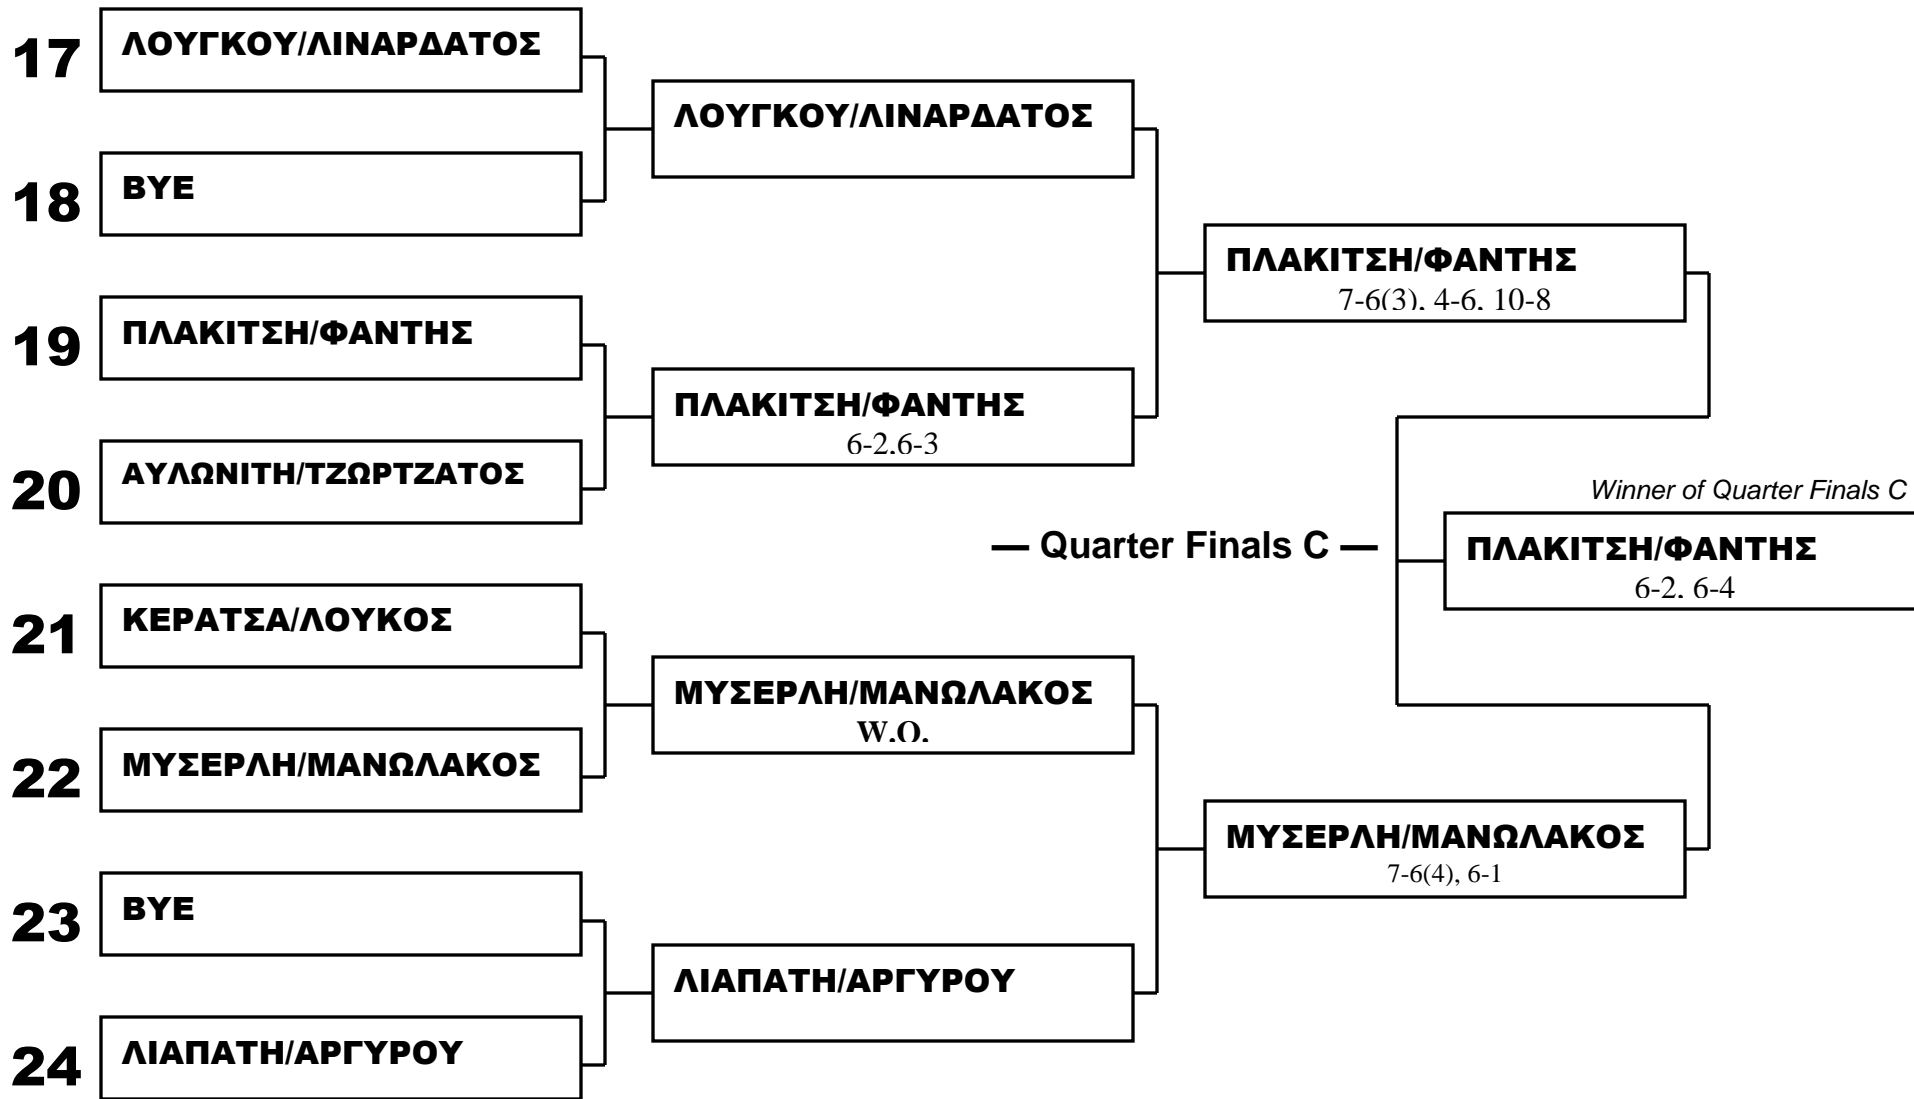 17
ΛΟΥΓΚΟΥ/ΛΙΝΑΡΔΑΤΟΣ
18
BYE
19
ΠΛΑΚΙΤΣΗ/ΦΑΝΤΗΣ
20
ΑΥΛΩΝΙΤΗ/ΤΖΩΡΤΖΑΤΟΣ
21
ΚΕΡΑΤΣΑ/ΛΟΥΚΟΣ
22
ΜΥΣΕΡΛΗ/ΜΑΝΩΛΑΚΟΣ
23
BYE
24
ΛΙΑΠΑΤΗ/ΑΡΓΥΡΟΥ
ΛΟΥΓΚΟΥ/ΛΙΝΑΡΔΑΤΟΣ
ΠΛΑΚΙΤΣΗ/ΦΑΝΤΗΣ
6-2,6-3
ΜΥΣΕΡΛΗ/ΜΑΝΩΛΑΚΟΣ
W.O.
ΛΙΑΠΑΤΗ/ΑΡΓΥΡΟΥ
ΠΛΑΚΙΤΣΗ/ΦΑΝΤΗΣ
7-6(3), 4-6, 10-8
ΜΥΣΕΡΛΗ/ΜΑΝΩΛΑΚΟΣ
7-6(4), 6-1
— Quarter Finals C —
Winner of Quarter Finals C
ΠΛΑΚΙΤΣΗ/ΦΑΝΤΗΣ
6-2, 6-4